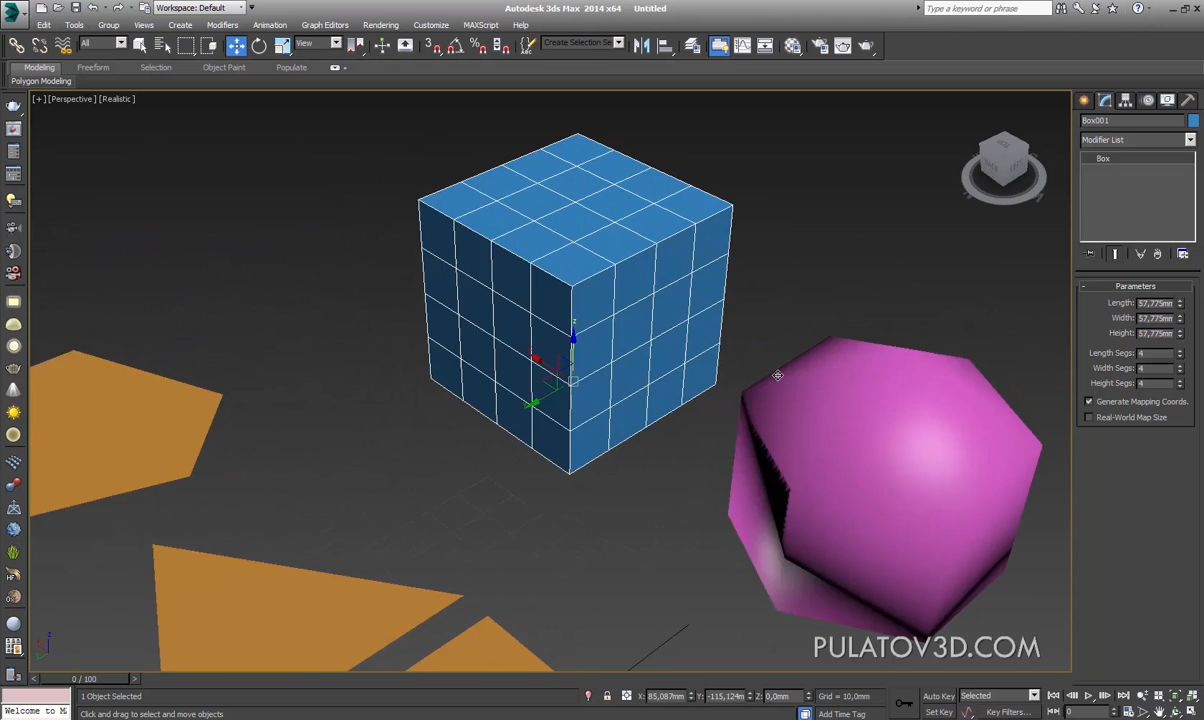 Workspace: Default
Autodesk 3ds Max 2014 x64 Untitled
Type a keyword or phrase
Edit Tools Group Views Create Modifiers Animation Graph Editors Rendering Customize MAXScript Help
All
View
Create Selection Se
Modeling Freeform Selection Object Paint Populate
Polygon Modeling
[+] [Perspective] [Realistic]
Box001
Modifier List
Box
Parameters
Length: 57,775mm
Width: 57,775mm
Height: 57,775mm
Length Segs: 4
Width Segs: 4
Height Segs: 4
Generate Mapping Coords.
Real-World Map Size
z
PULATOV3D.COM
0 / 100
1 Object Selected
X: 85,087mm Y: -115,124m Z: 0,0mm Grid = 10,0mm
Auto Key Selected
Welcome to M
Click and drag to select and move objects
Add Time Tag
Set Key Key Filters...
0